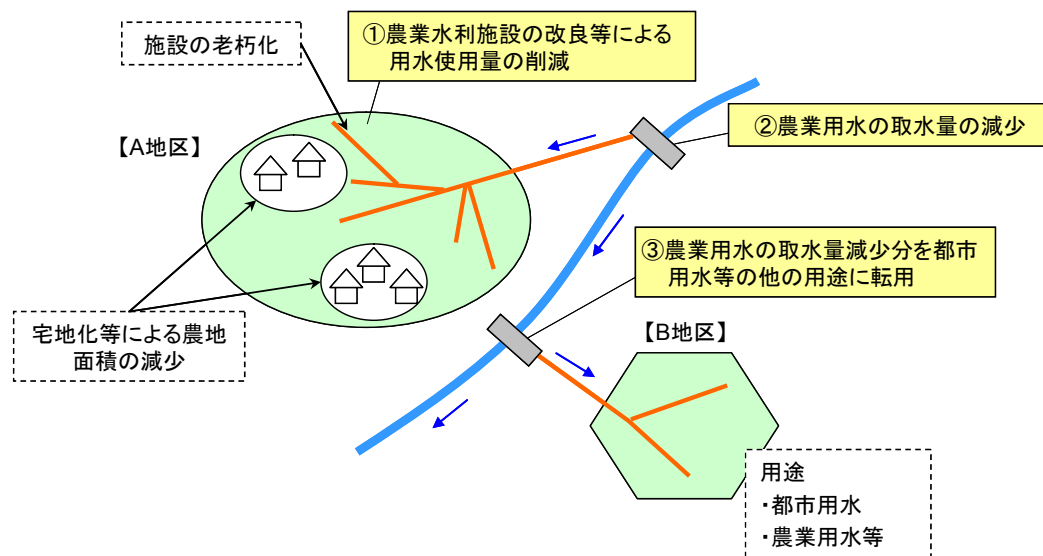 施設の老朽化
①農業水利施設の改良等による
用水使用量の削減
②農業用水の取水量の減少
【A地区】
③農業用水の取水量減少分を都市
用水等の他の用途に転用
宅地化等による農地
面積の減少
【B地区】
用途
・都市用水
・農業用水等